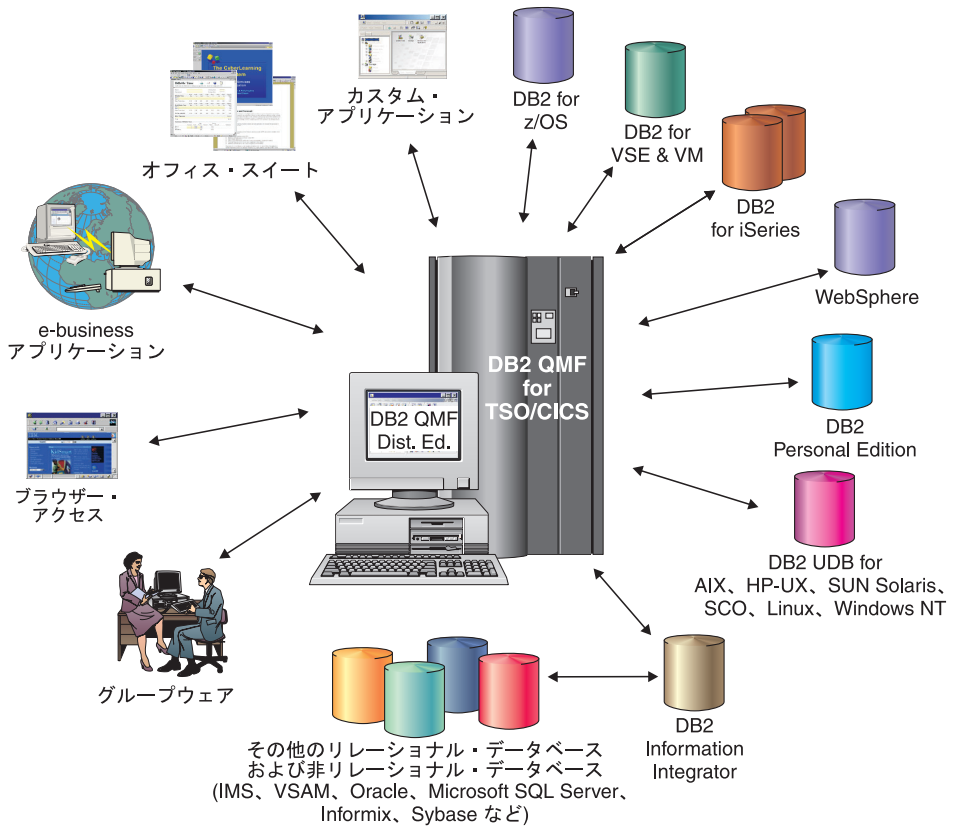 カスタム・
アプリケーション
オフィス・スイート
The CyberLearning
DB2 for
z/OS
DB2 for
VSE & VM
DB2
for iSeries
WebSphere
e-business
アプリケーション
DB2 QMF
for
TSO/CICS
DB2 QMF
Dist. Ed.
DB2
Personal Edition
ブラウザー・
アクセス
DB2 UDB for
AIX、HP-UX、SUN Solaris、
SCO、Linux、Windows NT
グループウェア
DB2
Information
Integrator
その他のリレーショナル・データベース
および非リレーショナル・データベース
(IMS、VSAM、Oracle、Microsoft SQL Server、
Informix、Sybase など)